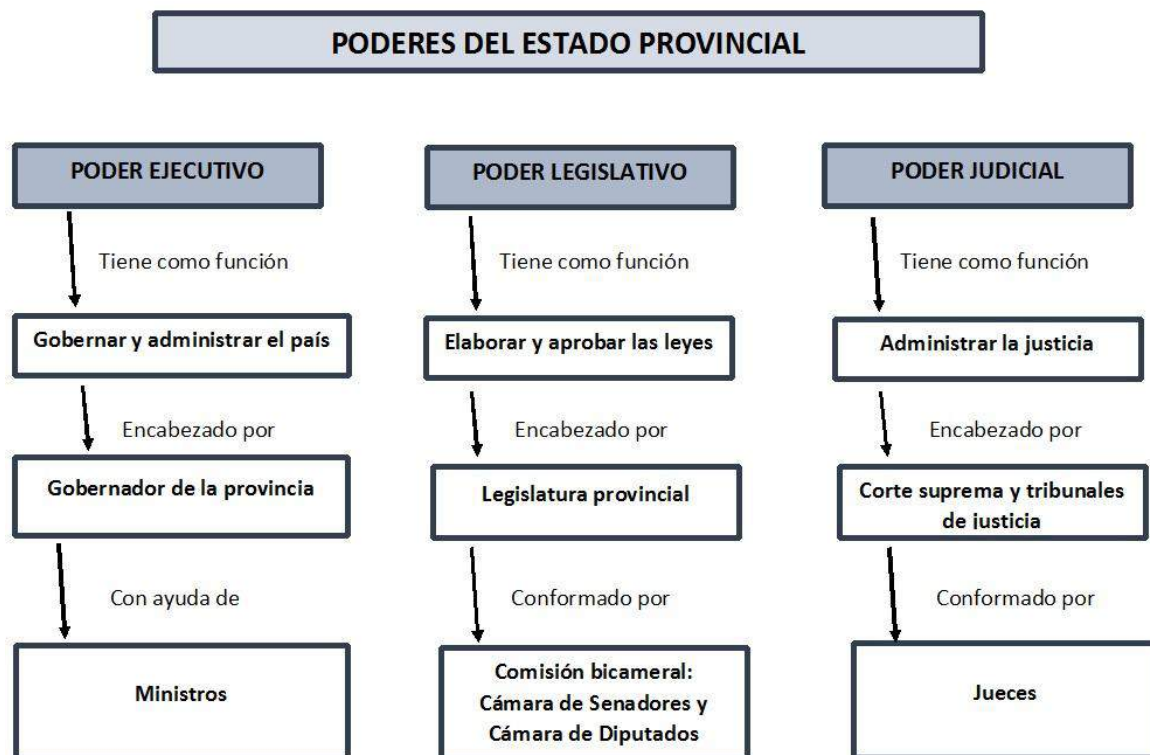 PODERES DEL ESTADO PROVINCIAL
PODER EJECUTIVO
Tiene como función
Gobernar y administrar el país
Encabezado por
Gobernador de la provincia
Con ayuda de
Ministros
PODER LEGISLATIVO
Tiene como función
Elaborar y aprobar las leyes
Encabezado por
Legislatura provincial
Conformado por
Comisión bicameral:
Cámara de Senadores y
Cámara de Diputados
PODER JUDICIAL
Tiene como función
Administrar la justicia
Encabezado por
Corte suprema y tribunales
de justicia
Conformado por
Jueces